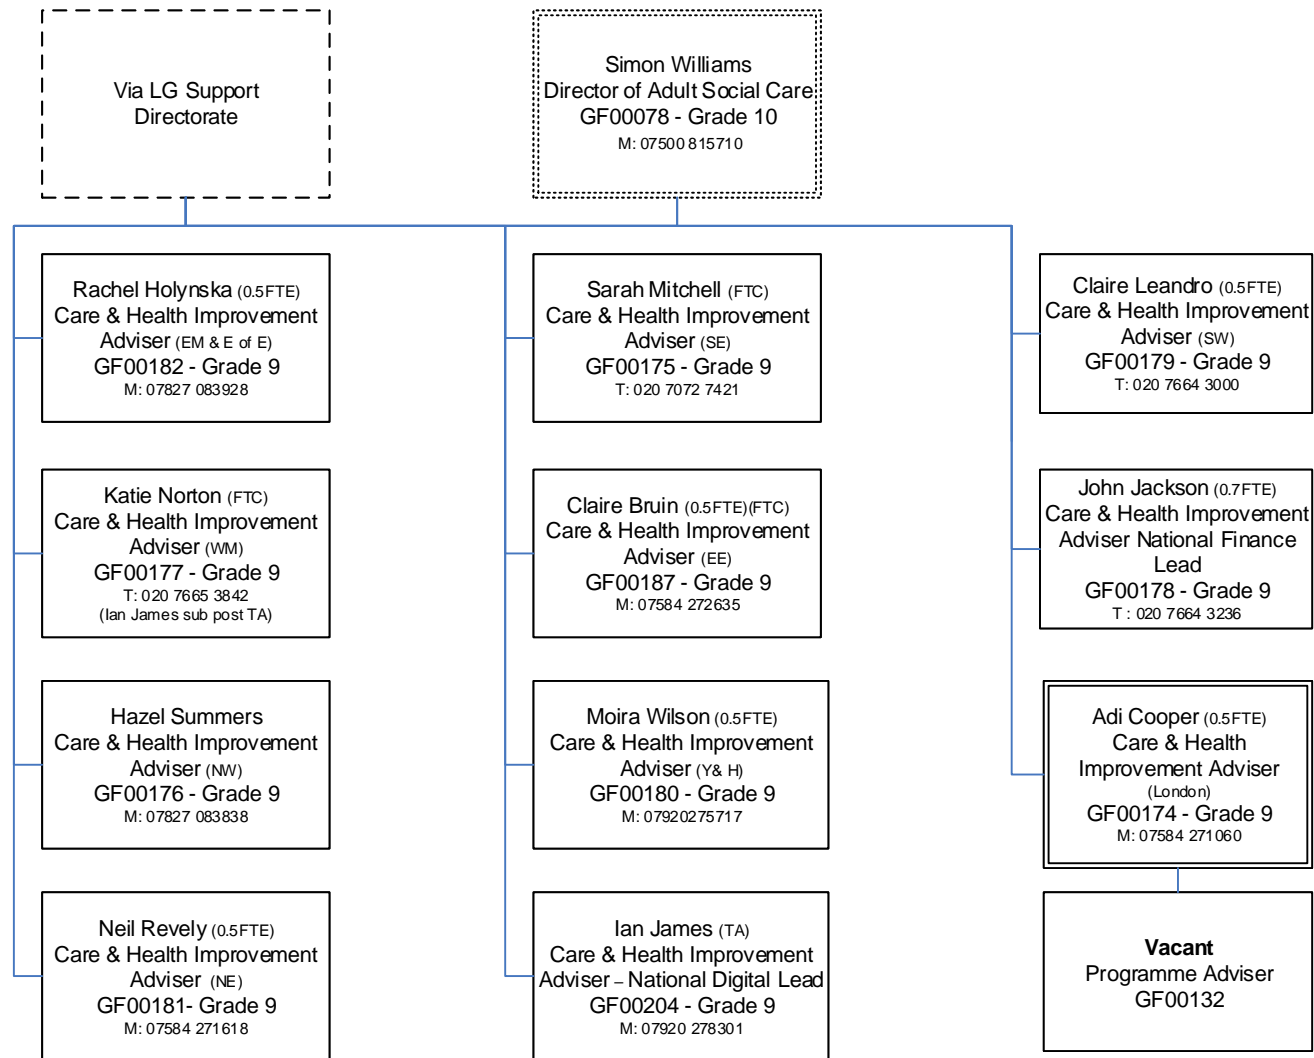 Via LG Support
Directorate
Simon Williams
Director of Adult Social Care
GF00078 - Grade 10
M: 07500 815710
Rachel Holynska (0.5FTE)
Care & Health Improvement
Adviser (EM & E of E)
GF00182 - Grade 9
M: 07827 083928
Sarah Mitchell (FTC)
Care & Health Improvement
Adviser (SE)
GF00175 - Grade 9
T: 020 7072 7421
Claire Leandro (0.5FTE)
Care & Health Improvement
Adviser (SW)
GF00179 - Grade 9
T: 020 7664 3000
Katie Norton (FTC)
Care & Health Improvement
Adviser (WM)
GF00177 - Grade 9
T: 020 7665 3842
(Ian James sub post TA)
Claire Bruin (0.5FTE)(FTC)
Care & Health Improvement
Adviser (EE)
GF00187 - Grade 9
M: 07584 272635
John Jackson (0.7FTE)
Care & Health Improvement
Adviser National Finance
Lead
GF00178 - Grade 9
T : 020 7664 3236
Hazel Summers
Care & Health Improvement
Adviser (NW)
GF00176 - Grade 9
M: 07827 083838
Moira Wilson (0.5FTE)
Care & Health Improvement
Adviser (Y& H)
GF00180 - Grade 9
M: 07920275717
Adi Cooper (0.5FTE)
Care & Health
Improvement Adviser
(London)
GF00174 - Grade 9
M: 07584 271060
Neil Revely (0.5FTE)
Care & Health Improvement
Adviser (NE)
GF00181- Grade 9
M: 07584 271618
Ian James (TA)
Care & Health Improvement
Adviser – National Digital Lead
GF00204 - Grade 9
M: 07920 278301
Vacant
Programme Adviser
GF00132